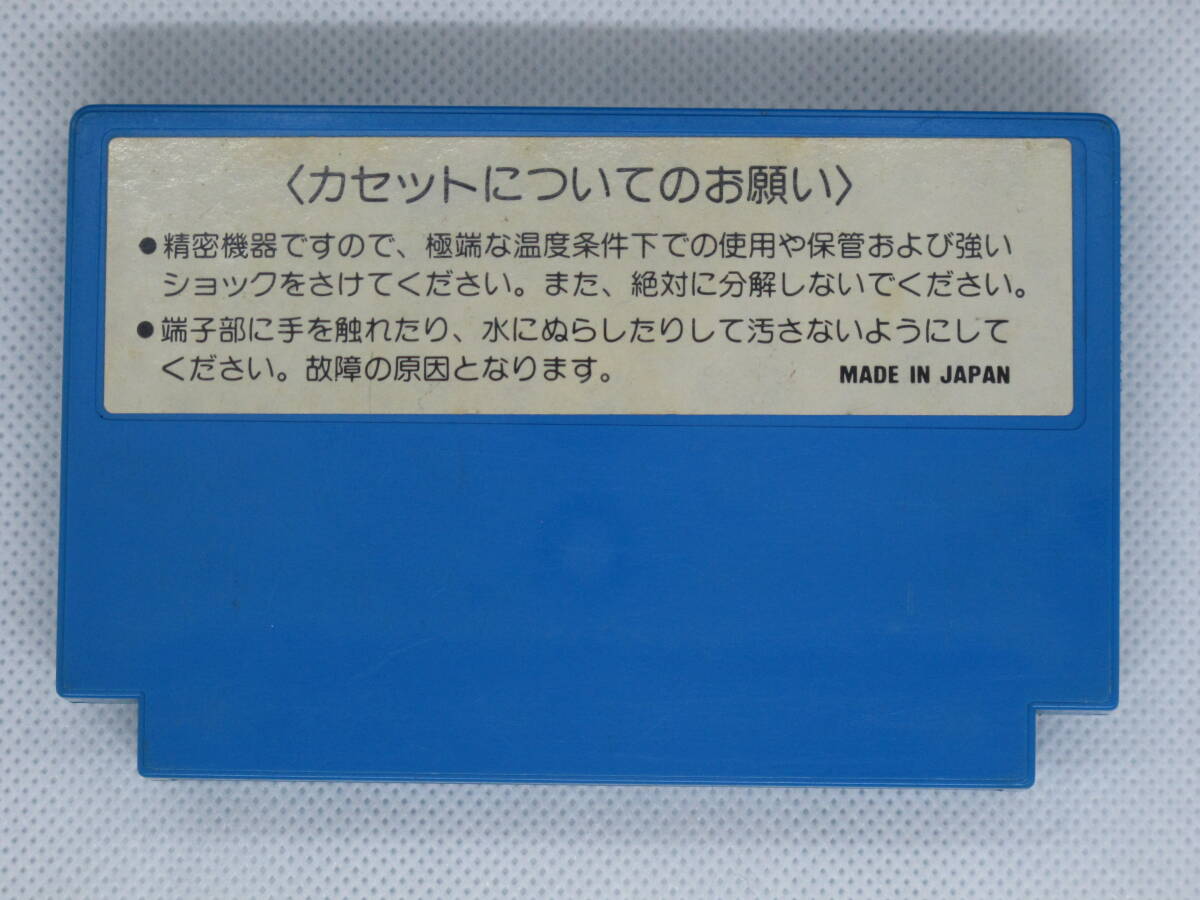 〈カセットについてのお願い〉
●精密機器ですので、極端な温度条件下での使用や保管および強い
ショックをさけてください。また、絶対に分解しないでください。
●端子部に手を触れたり、水にぬらしたりして汚さないようにして
ください。故障の原因となります。
MADE IN JAPAN